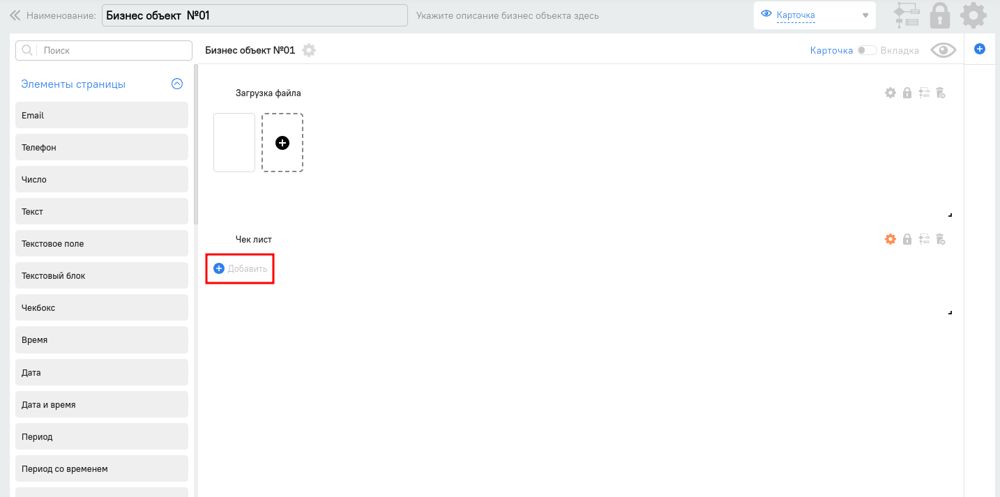 Наименование: Бизнес объект №01 Укажите описание бизнес объекта здесь Карточка
Поиск
Бизнес объект №01 Карточка Вкладка
Элементы страницы
Email
Телефон
Число
Текст
Текстовое поле
Текстовый блок
Чекбокс
Время
Дата
Дата и время
Период
Период со временем
Загрузка файла
Чек лист
Добавить